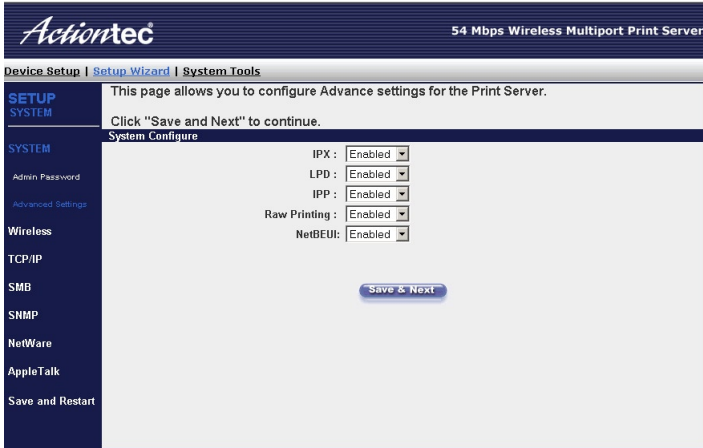 Actiontec
54 Mbps Wireless Multiport Print Server
Device Setup | Setup Wizard | System Tools
SETUP
SYSTEM
SYSTEM
Admin Password
Advanced Settings
Wireless
TCP/IP
SMB
SNMP
NetWare
AppleTalk
Save and Restart
This page allows you to configure Advance settings for the Print Server.
Click "Save and Next" to continue.
System Configure
IPX : Enabled
LPD : Enabled
IPP : Enabled
Raw Printing : Enabled
NetBEUI: Enabled
Save & Next